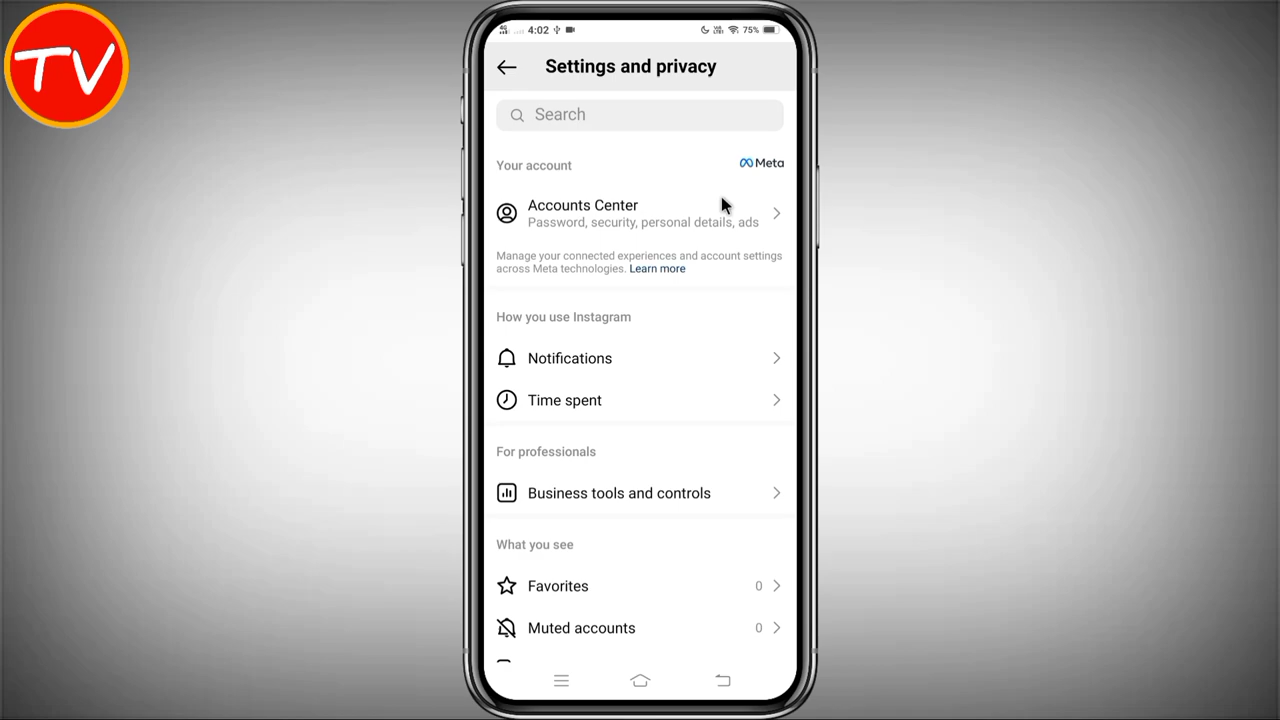 TV
4G 4:02 75%
Settings and privacy
Search
Your account
Meta
Accounts Center
Password, security, personal details, ads
Manage your connected experiences and account settings
across Meta technologies. Learn more
How you use Instagram
Notifications
Time spent
For professionals
Business tools and controls
What you see
Favorites 0
Muted accounts 0